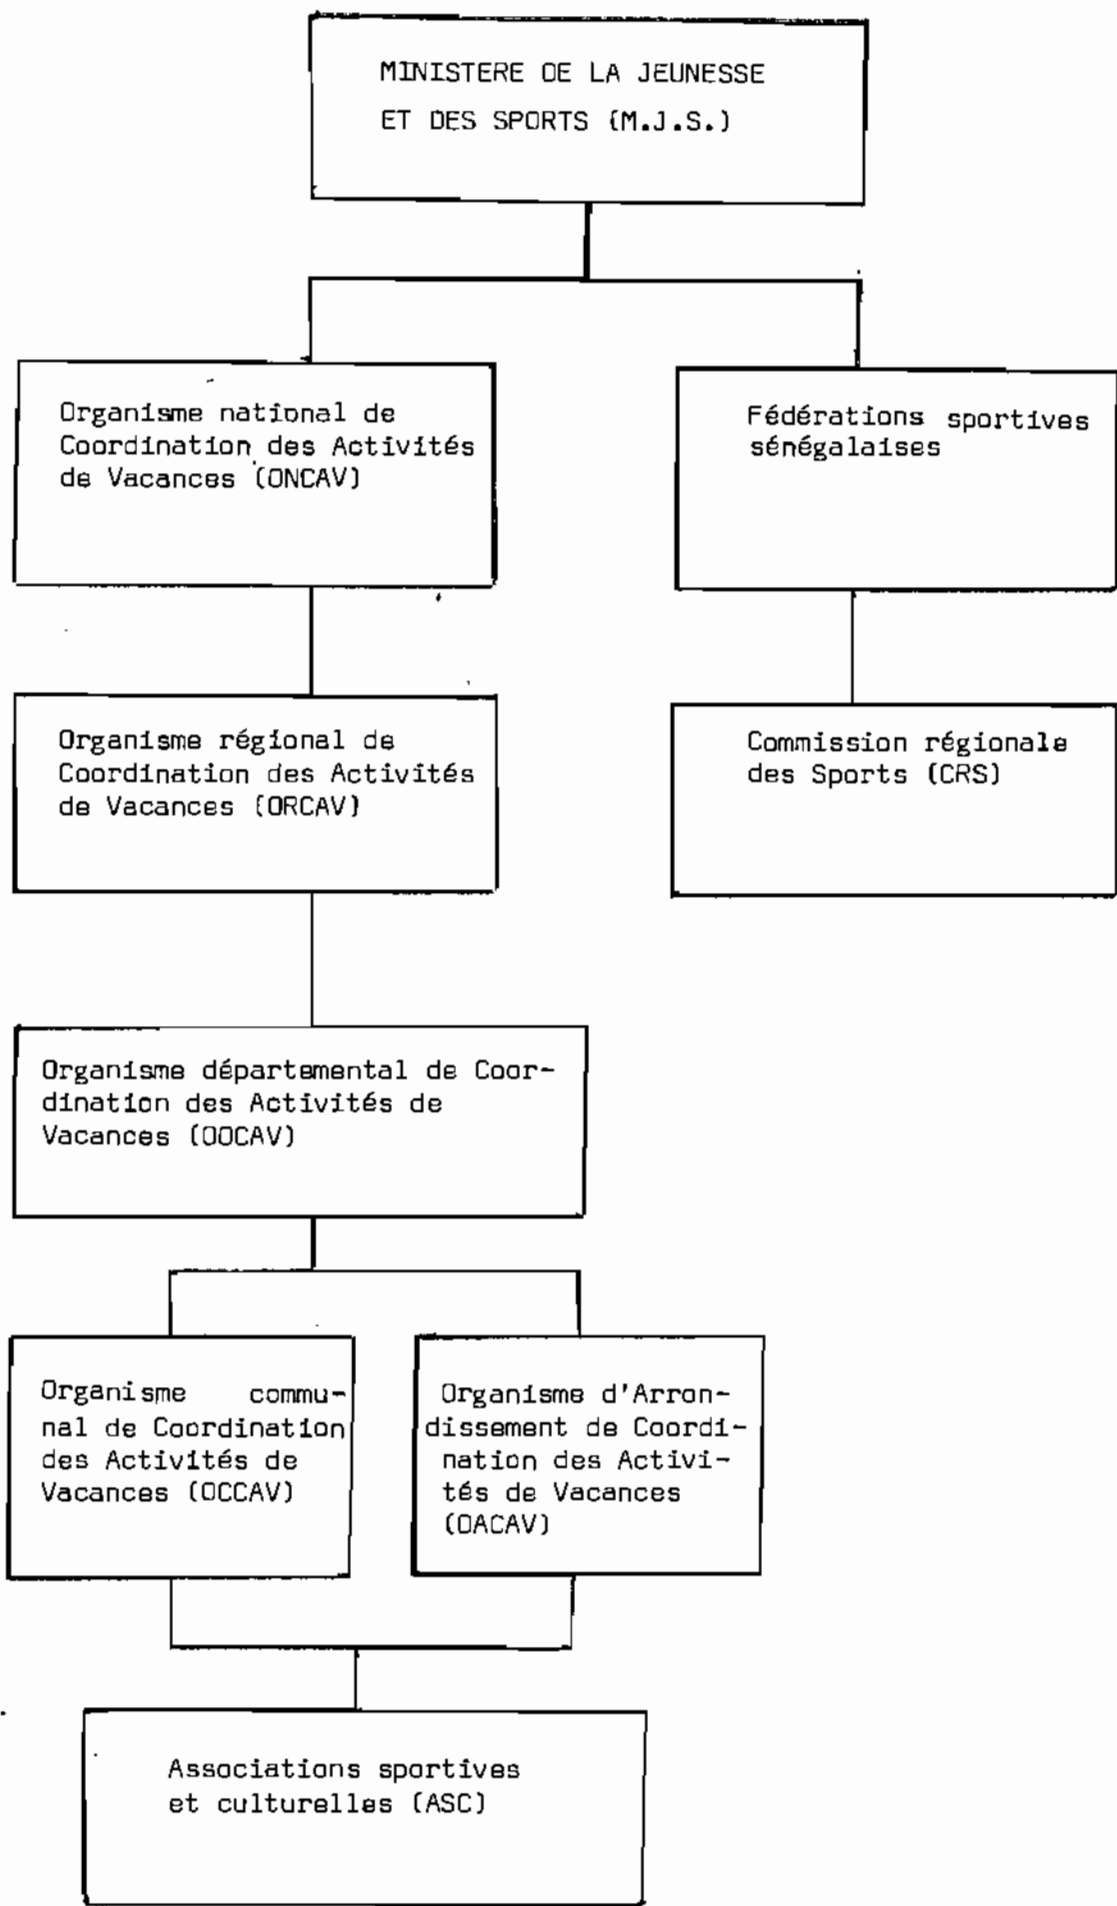 MINISTERE DE LA JEUNESSE
ET DES SPORTS (M.J.S.)
Organisme national de
Coordination des Activités
de Vacances (ONCAV)
Fédérations sportives
sénégalaises
Organisme régional de
Coordination des Activités
de Vacances (ORCAV)
Commission régionale
des Sports (CRS)
Organisme départemental de Coor-
dination des Activités de
Vacances (ODCAV)
Organisme commu-
nal de Coordination
des Activités de
Vacances (OCCAV)
Organisme d'Arron-
dissement de Coordi-
nation des Activi-
tés de Vacances
(OACAV)
Associations sportives
et culturelles (ASC)